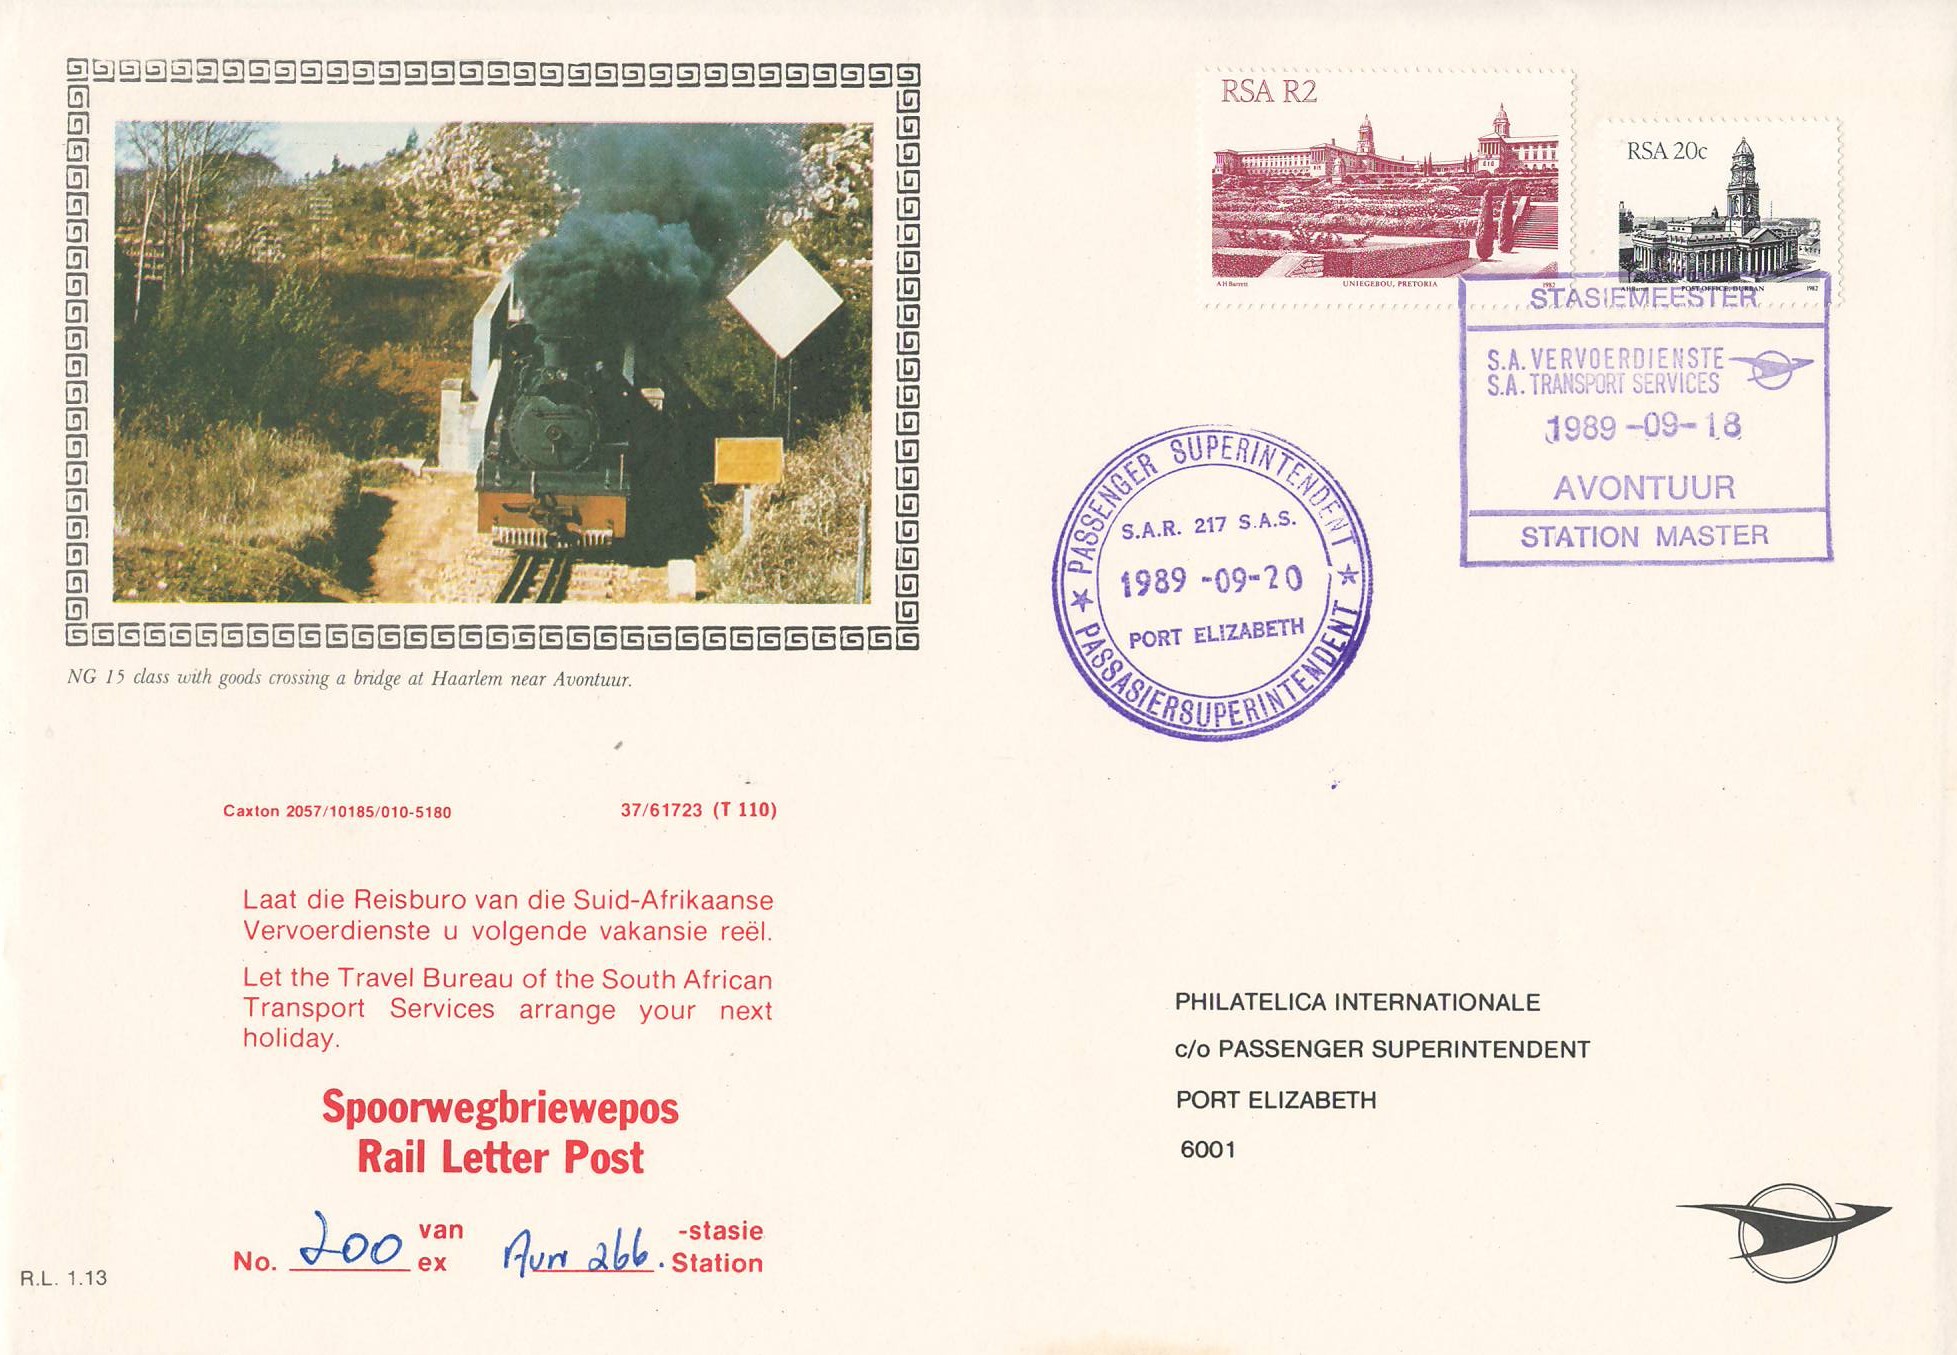 RSA R2
A H Barrett UNIEGEBOU, PRETORIA 1982
RSA 20c
A H Barrett POST OFFICE, DURBAN 1982
STASIEMEESTER
S.A. VERVOERDIENSTE
S.A. TRANSPORT SERVICES
1989-09-18
AVONTUUR
STATION MASTER
★ PASSENGER SUPERINTENDENT ★
S.A.R. 217 S.A.S.
1989-09-20
PORT ELIZABETH
PASSASIERSUPERINTENDENT
NG 15 class with goods crossing a bridge at Haarlem near Avontuur.
Caxton 2057/10185/010-5180 37/61723 (T 110)
Laat die Reisburo van die Suid-Afrikaanse
Vervoerdienste u volgende vakansie reël.
Let the Travel Bureau of the South African
Transport Services arrange your next
holiday.
Spoorwegbriewepos
Rail Letter Post
van -stasie
No. 200 ex 266. Station
R.L. 1.13
PHILATELICA INTERNATIONALE
c/o PASSENGER SUPERINTENDENT
PORT ELIZABETH
6001